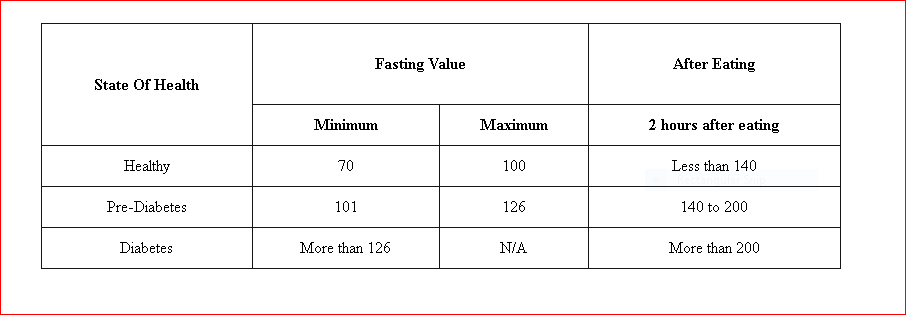 State Of Health
Fasting Value
After Eating
Minimum
Maximum
2 hours after eating
Healthy
70
100
Less than 140
Pre-Diabetes
101
126
140 to 200
Diabetes
More than 126
N/A
More than 200